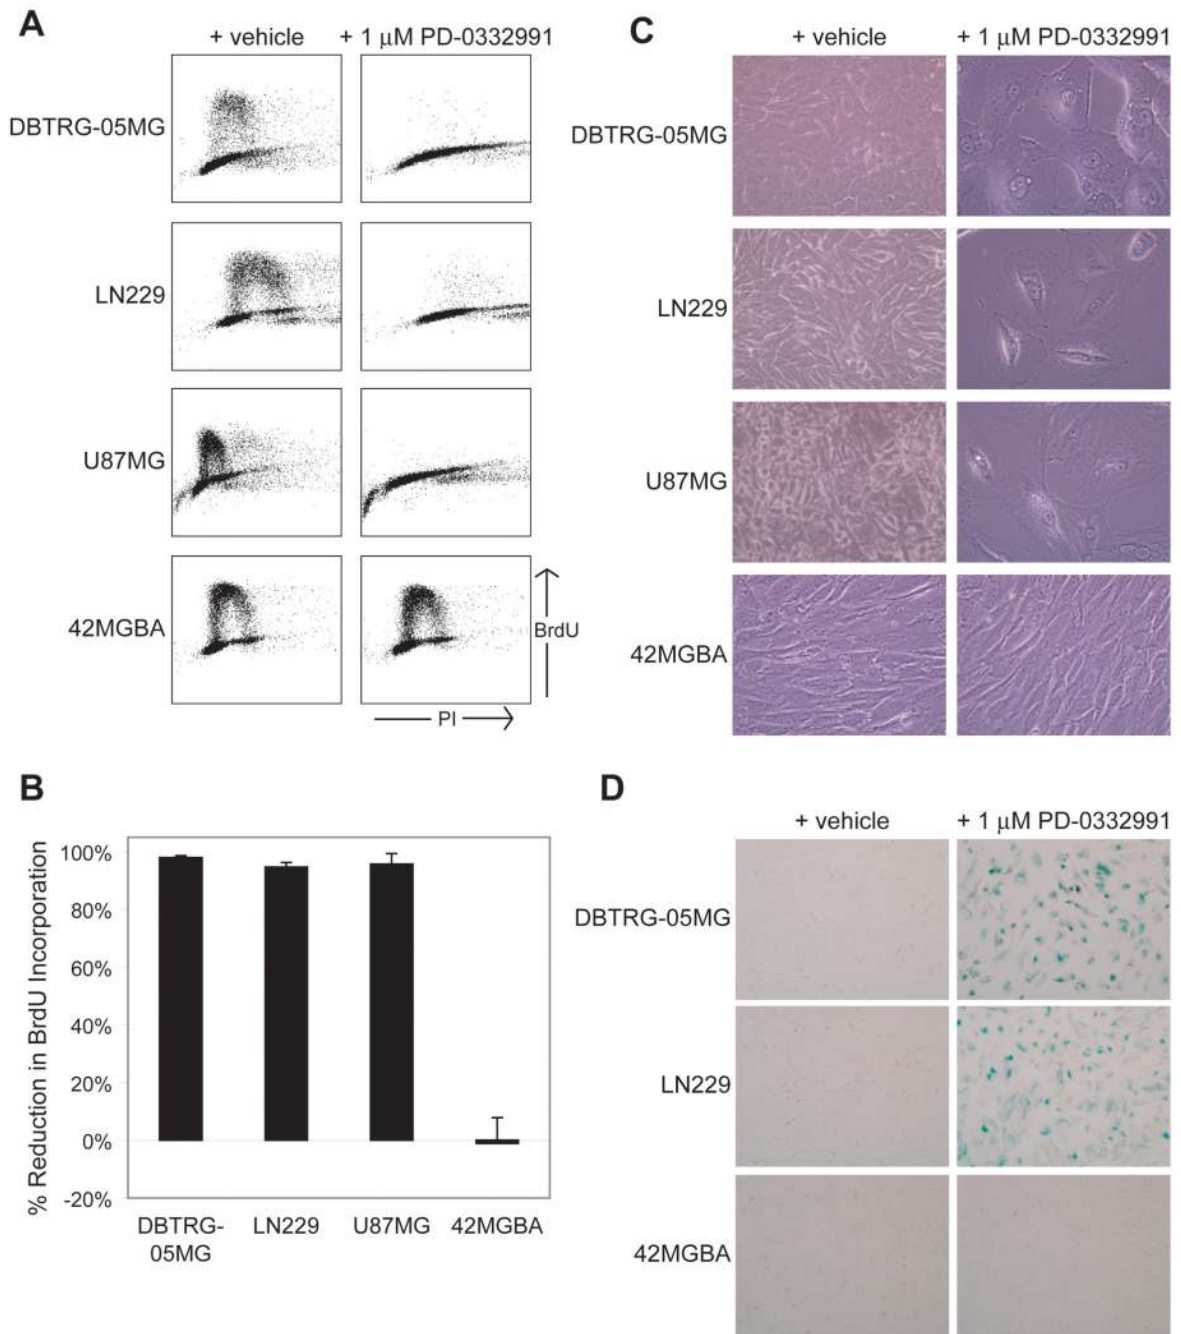 A
+ vehicle + 1 μM PD-0332991
DBTRG-05MG
LN229
U87MG
42MGBA
BrdU
PI
B
% Reduction in BrdU Incorporation
100%
80%
60%
40%
20%
0%
-20%
DBTRG-
05MG
LN229
U87MG
42MGBA
C
+ vehicle + 1 μM PD-0332991
DBTRG-05MG
LN229
U87MG
42MGBA
D
+ vehicle + 1 μM PD-0332991
DBTRG-05MG
LN229
42MGBA